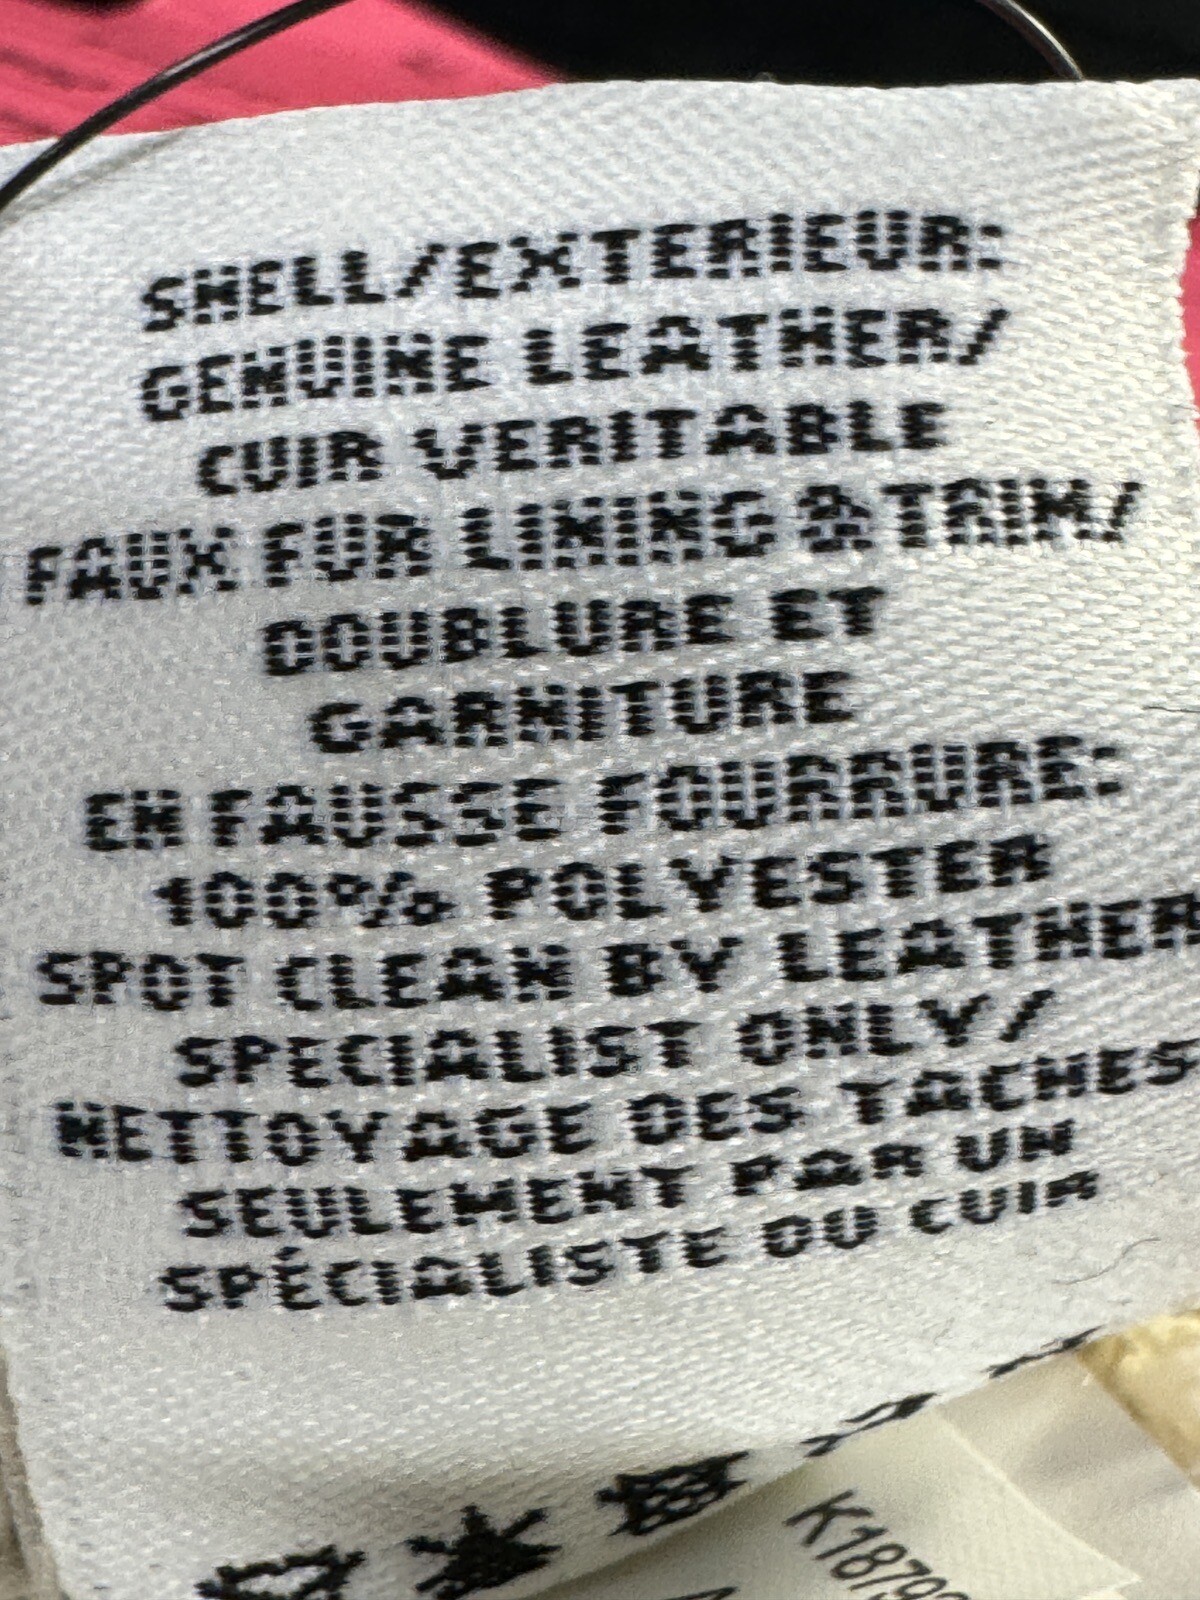 SHELL/EXTERIEUR:
GENUINE LEATHER/
CUIR VERITABLE
FAUX FUR LINING & TRIM/
DOUBLURE ET
GARNITURE
EN FAUSSE FOURRURE:
100% POLYESTER
SPOT CLEAN BY LEATHER
SPECIALIST ONLY/
NETTOYAGE DES TACHES
SEULEMENT PAR UN
SPÉCIALISTE DU CUIR